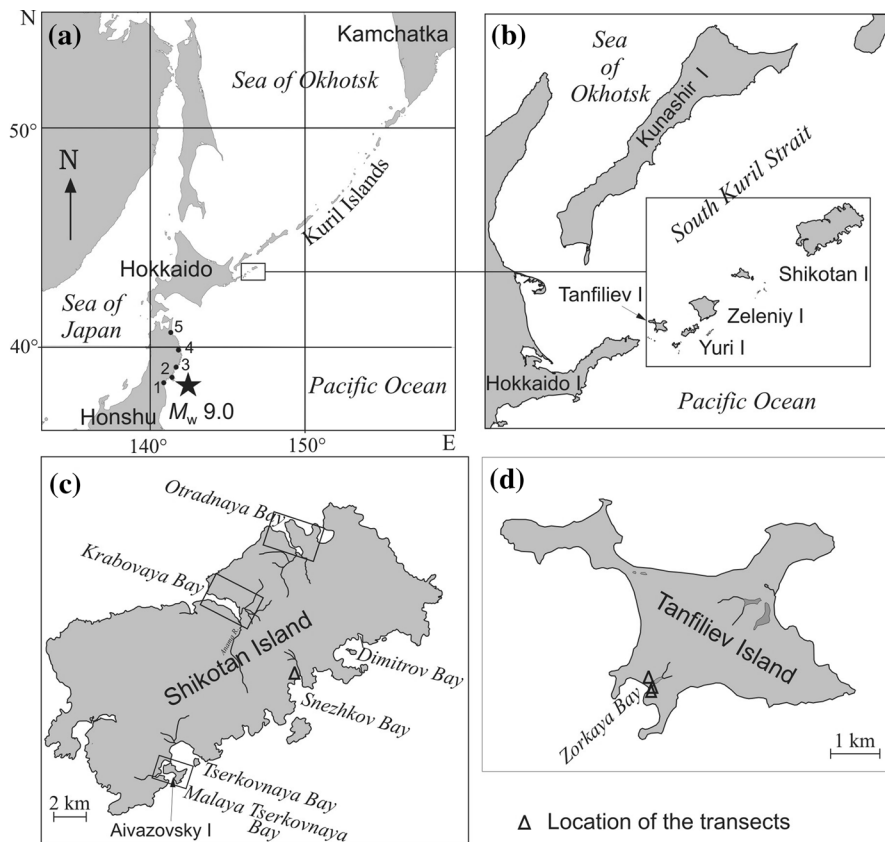 N
(a)
Kamchatka
Sea of Okhotsk
50°
N
Kuril Islands
Hokkaido
Sea of
Japan
5
40°
4
3
2
1
Pacific Ocean
Honshu
Mw 9.0
140°
150°
E
(b)
Sea
of
Okhotsk
Kunashir I
South Kuril Strait
Shikotan I
Tanfiliev I
Zeleniy I
Yuri I
Hokkaido I
Pacific Ocean
(c)
Otradnaya Bay
Krabovaya Bay
Shikotan Island
Dimitrov Bay
Snezhkov Bay
Tserkovnaya Bay
Malaya Tserkovnaya
Bay
2 km
Aivazovsky I
(d)
Tanfiliev Island
Zorkaya Bay
1 km
Δ Location of the transects